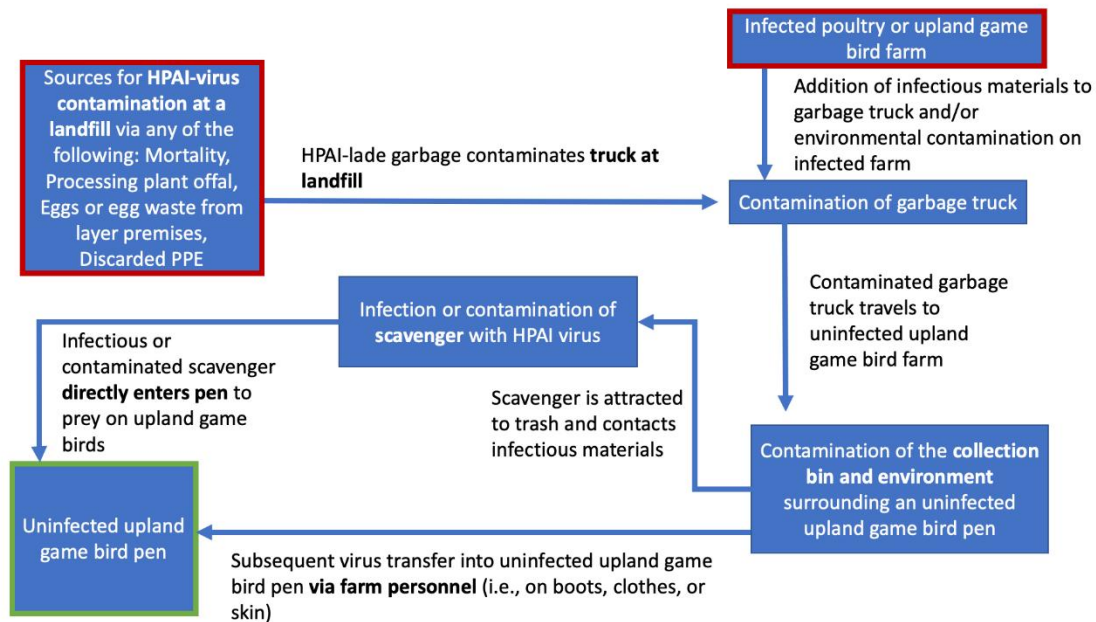 Infected poultry or upland game
bird farm
Sources for HPAI-virus
contamination at a
landfill via any of the
following: Mortality,
Processing plant offal,
Eggs or egg waste from
layer premises,
Discarded PPE
Addition of infectious materials to
garbage truck and/or
environmental contamination on
infected farm
HPAI-lade garbage contaminates truck at
landfill
Contamination of garbage truck
Contaminated garbage
truck travels to
uninfected upland
game bird farm
Infection or contamination of
scavenger with HPAI virus
Infectious or
contaminated scavenger
directly enters pen to
prey on upland game
birds
Scavenger is attracted
to trash and contacts
infectious materials
Contamination of the collection
bin and environment
surrounding an uninfected
upland game bird pen
Uninfected upland
game bird pen
Subsequent virus transfer into uninfected upland game
bird pen via farm personnel (i.e., on boots, clothes, or
skin)